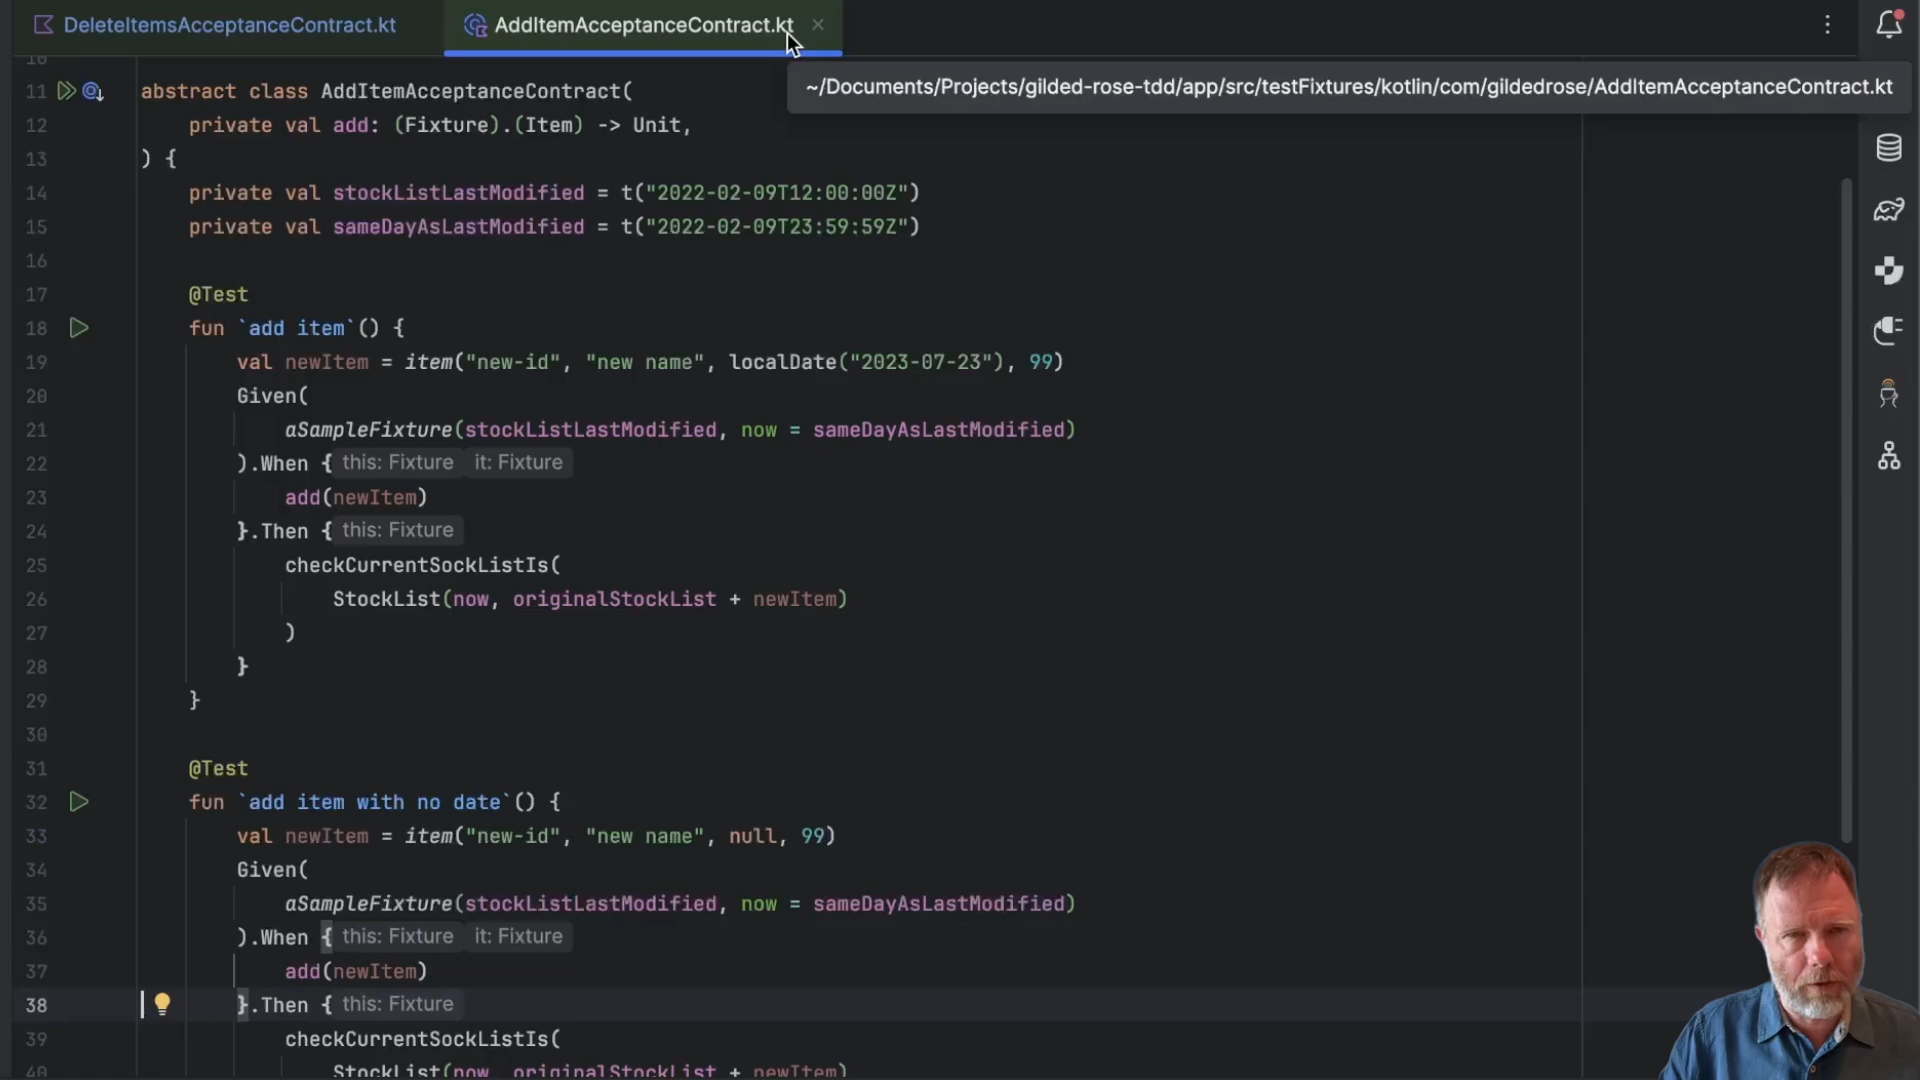 DeleteItemsAcceptanceContract.kt
AddItemAcceptanceContract.kt
~/Documents/Projects/gilded-rose-tdd/app/src/testFixtures/kotlin/com/gildedrose/AddItemAcceptanceContract.kt
10
11 abstract class AddItemAcceptanceContract(
12 private val add: (Fixture).(Item) -> Unit,
13 ) {
14 private val stockListLastModified = t("2022-02-09T12:00:00Z")
15 private val sameDayAsLastModified = t("2022-02-09T23:59:59Z")
16
17 @Test
18 fun `add item`() {
19 val newItem = item("new-id", "new name", localDate("2023-07-23"), 99)
20 Given(
21 aSampleFixture(stockListLastModified, now = sameDayAsLastModified)
22 ).When { this: Fixture it: Fixture
23 add(newItem)
24 }.Then { this: Fixture
25 checkCurrentSockListIs(
26 StockList(now, originalStockList + newItem)
27 )
28 }
29 }
30
31 @Test
32 fun `add item with no date`() {
33 val newItem = item("new-id", "new name", null, 99)
34 Given(
35 aSampleFixture(stockListLastModified, now = sameDayAsLastModified)
36 ).When { this: Fixture it: Fixture
37 add(newItem)
38 }.Then { this: Fixture
39 checkCurrentSockListIs(
40 StockList(now, originalStockList + newItem)